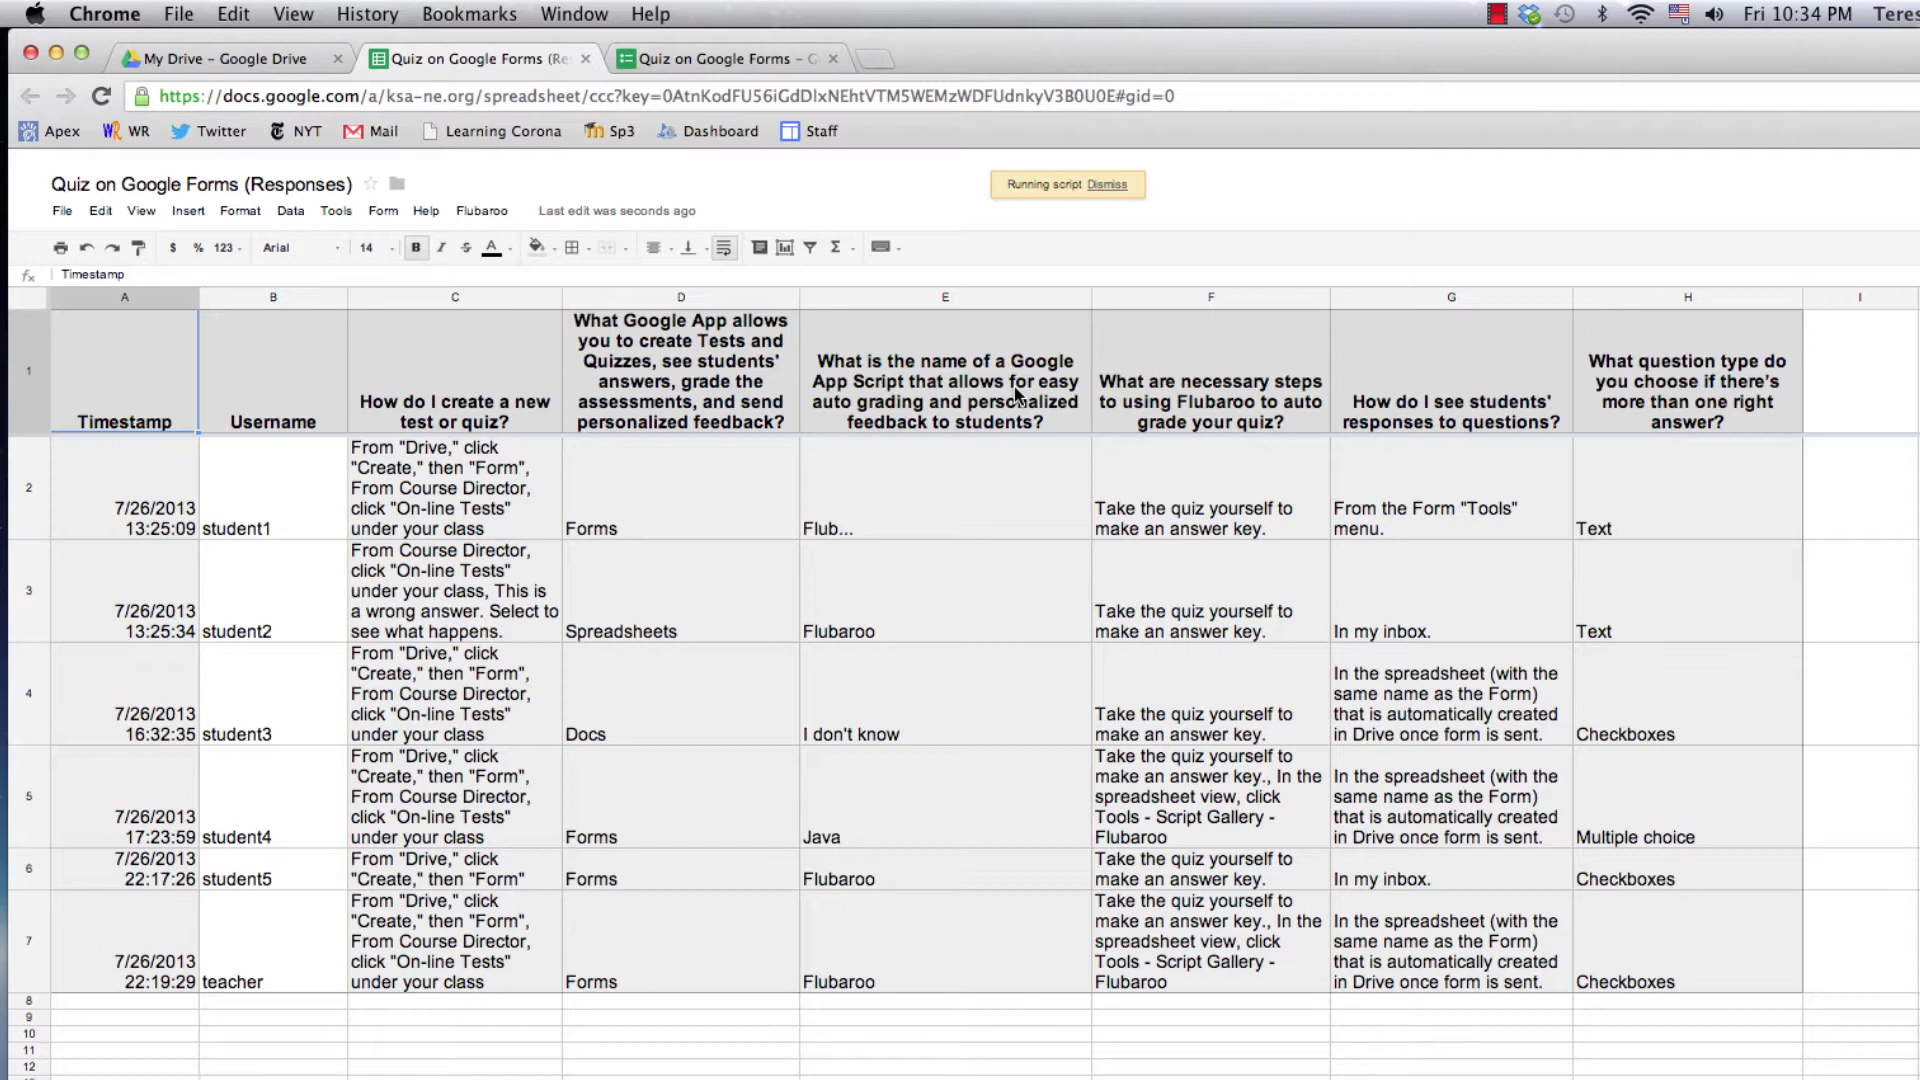 Chrome File Edit View History Bookmarks Window Help Fri 10:34 PM Teres
My Drive – Google Drive Quiz on Google Forms (Re Quiz on Google Forms – G
https://docs.google.com/a/ksa-ne.org/spreadsheet/ccc?key=0AtnKodFU56iGdDlxNEhtVTM5WEMzWDFUdnkyV3B0U0E#gid=0
Apex WR Twitter NYT Mail Learning Corona Sp3 Dashboard Staff
Quiz on Google Forms (Responses)
Running script Dismiss
File Edit View Insert Format Data Tools Form Help Flubaroo Last edit was seconds ago
$ % 123 Arial 14 B I S A Σ
fx Timestamp
A B C D E F G H I
1
Timestamp
Username
How do I create a new
test or quiz?
What Google App allows
you to create Tests and
Quizzes, see students'
answers, grade the
assessments, and send
personalized feedback?
What is the name of a Google
App Script that allows for easy
auto grading and personalized
feedback to students?
What are necessary steps
to using Flubaroo to auto
grade your quiz?
How do I see students'
responses to questions?
What question type do
you choose if there's
more than one right
answer?
2
7/26/2013
13:25:09
student1
From "Drive," click
"Create," then "Form",
From Course Director,
click "On-line Tests"
under your class
Forms
Flub...
Take the quiz yourself to
make an answer key.
From the Form "Tools"
menu.
Text
3
7/26/2013
13:25:34
student2
From Course Director,
click "On-line Tests"
under your class, This is
a wrong answer. Select to
see what happens.
Spreadsheets
Flubaroo
Take the quiz yourself to
make an answer key.
In my inbox.
Text
4
7/26/2013
16:32:35
student3
From "Drive," click
"Create," then "Form",
From Course Director,
click "On-line Tests"
under your class
Docs
I don't know
Take the quiz yourself to
make an answer key.
In the spreadsheet (with the
same name as the Form)
that is automatically created
in Drive once form is sent.
Checkboxes
5
7/26/2013
17:23:59
student4
From "Drive," click
"Create," then "Form",
From Course Director,
click "On-line Tests"
under your class
Forms
Java
Take the quiz yourself to
make an answer key., In the
spreadsheet view, click
Tools - Script Gallery -
Flubaroo
In the spreadsheet (with the
same name as the Form)
that is automatically created
in Drive once form is sent.
Multiple choice
6
7/26/2013
22:17:26
student5
From "Drive," click
"Create," then "Form"
Forms
Flubaroo
Take the quiz yourself to
make an answer key.
In my inbox.
Checkboxes
7
7/26/2013
22:19:29
teacher
From "Drive," click
"Create," then "Form",
From Course Director,
click "On-line Tests"
under your class
Forms
Flubaroo
Take the quiz yourself to
make an answer key., In the
spreadsheet view, click
Tools - Script Gallery -
Flubaroo
In the spreadsheet (with the
same name as the Form)
that is automatically created
in Drive once form is sent.
Checkboxes
8
9
10
11
12